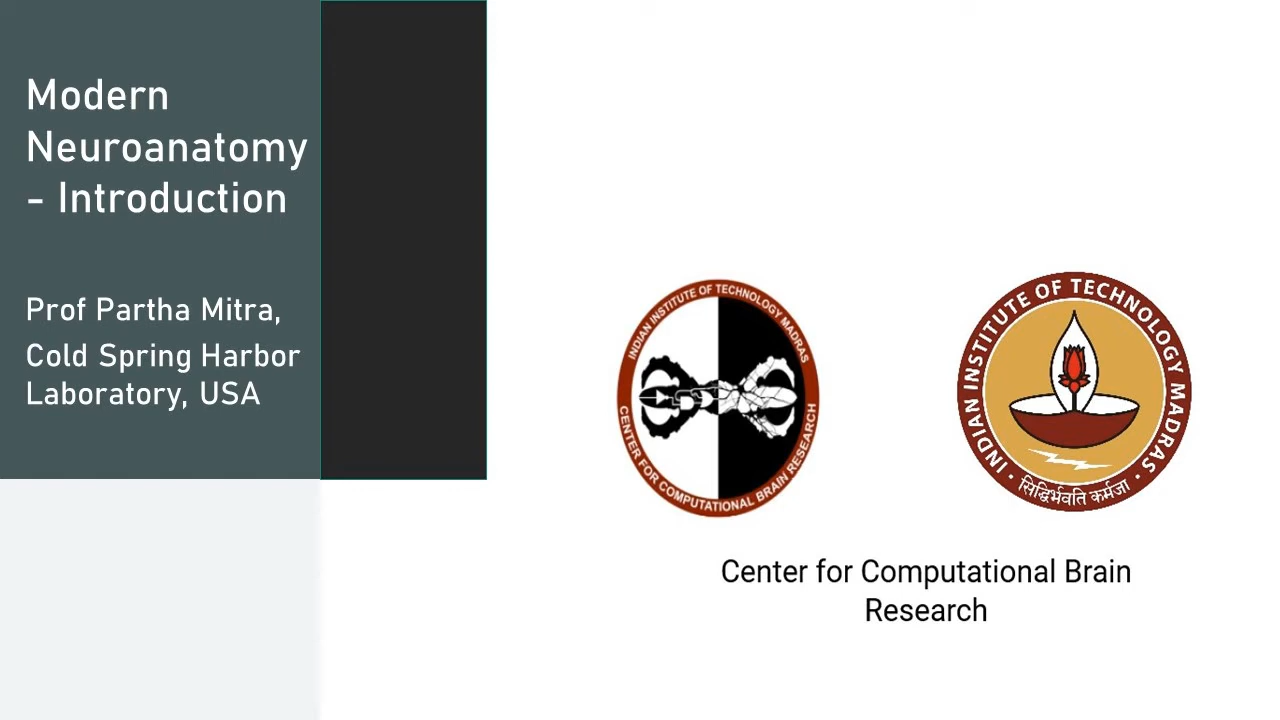 Modern
Neuroanatomy
- Introduction
Prof Partha Mitra,
Cold Spring Harbor
Laboratory, USA
INDIAN INSTITUTE OF TECHNOLOGY MADRAS
CENTER FOR COMPUTATIONAL BRAIN RESEARCH
INDIAN INSTITUTE OF TECHNOLOGY MADRAS
सिद्धिर्भवति कर्मजा
Center for Computational Brain
Research